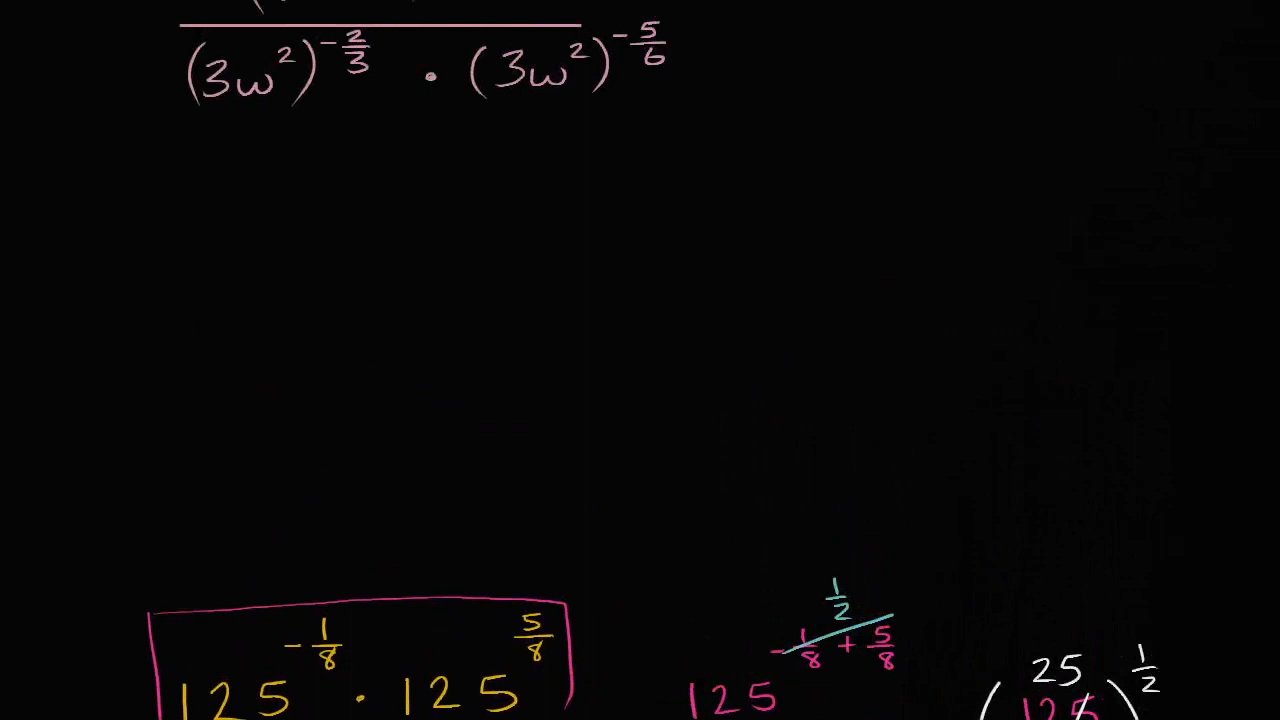 (3w²)^-2/3 · (3w²)^-5/6
125^-1/8 · 125^5/8
125^-1/8 + 5/8
1/2
(125)^1/2
25